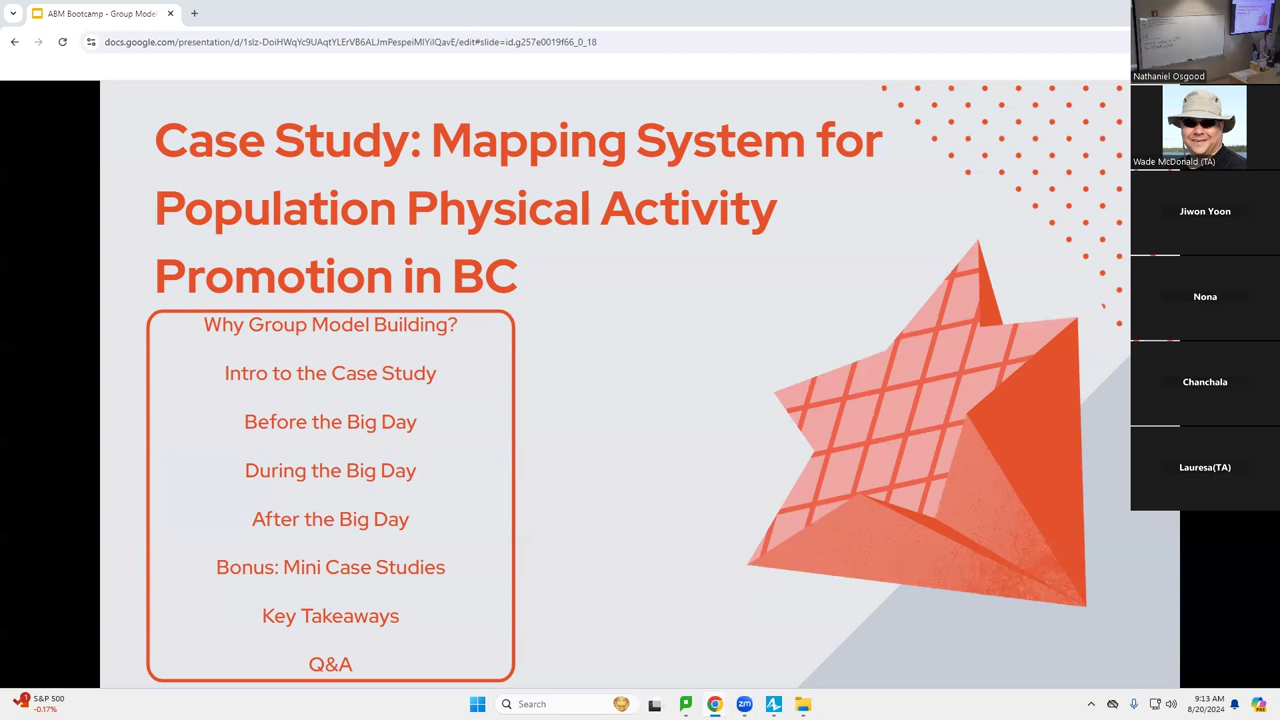 ABM Bootcamp - Group Model
docs.google.com/presentation/d/1slz-DoiHWqYc9UAqtYLErVB6ALJmPespeiMIYilQavE/edit#slide=id.g257e0019f66_0_18
Case Study: Mapping System for
Population Physical Activity
Promotion in BC
Why Group Model Building?
Intro to the Case Study
Before the Big Day
During the Big Day
After the Big Day
Bonus: Mini Case Studies
Key Takeaways
Q&A
Nathaniel Osgood
Wade McDonald (TA)
Jiwon Yoon
Nona
Chanchala
Lauresa(TA)
1
S&P 500
-0.17%
Search
zm
9:13 AM
8/20/2024